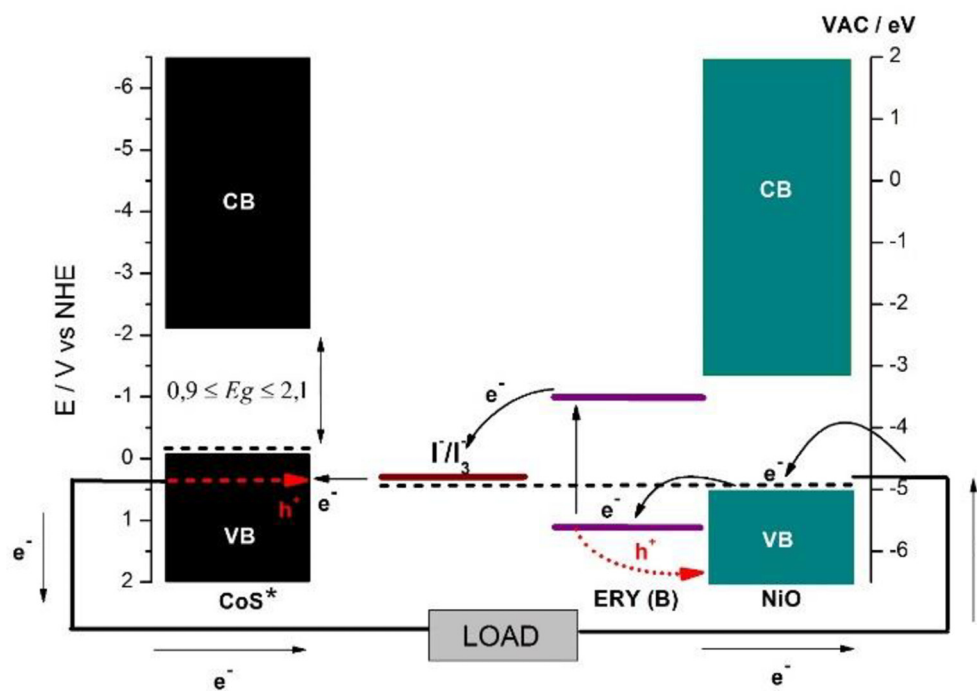 VAC / eV
E / V vs NHE
-6
-5
-4
-3
-2
-1
0
1
2
2
1
0
-1
-2
-3
-4
-5
-6
CB
CB
0,9 ≤ Eg ≤ 2,1
e⁻
I⁻/I₃⁻
e⁻
e⁻
e⁻
h⁺
h⁺
VB
VB
e⁻
CoS*
ERY (B)
NiO
LOAD
e⁻
e⁻